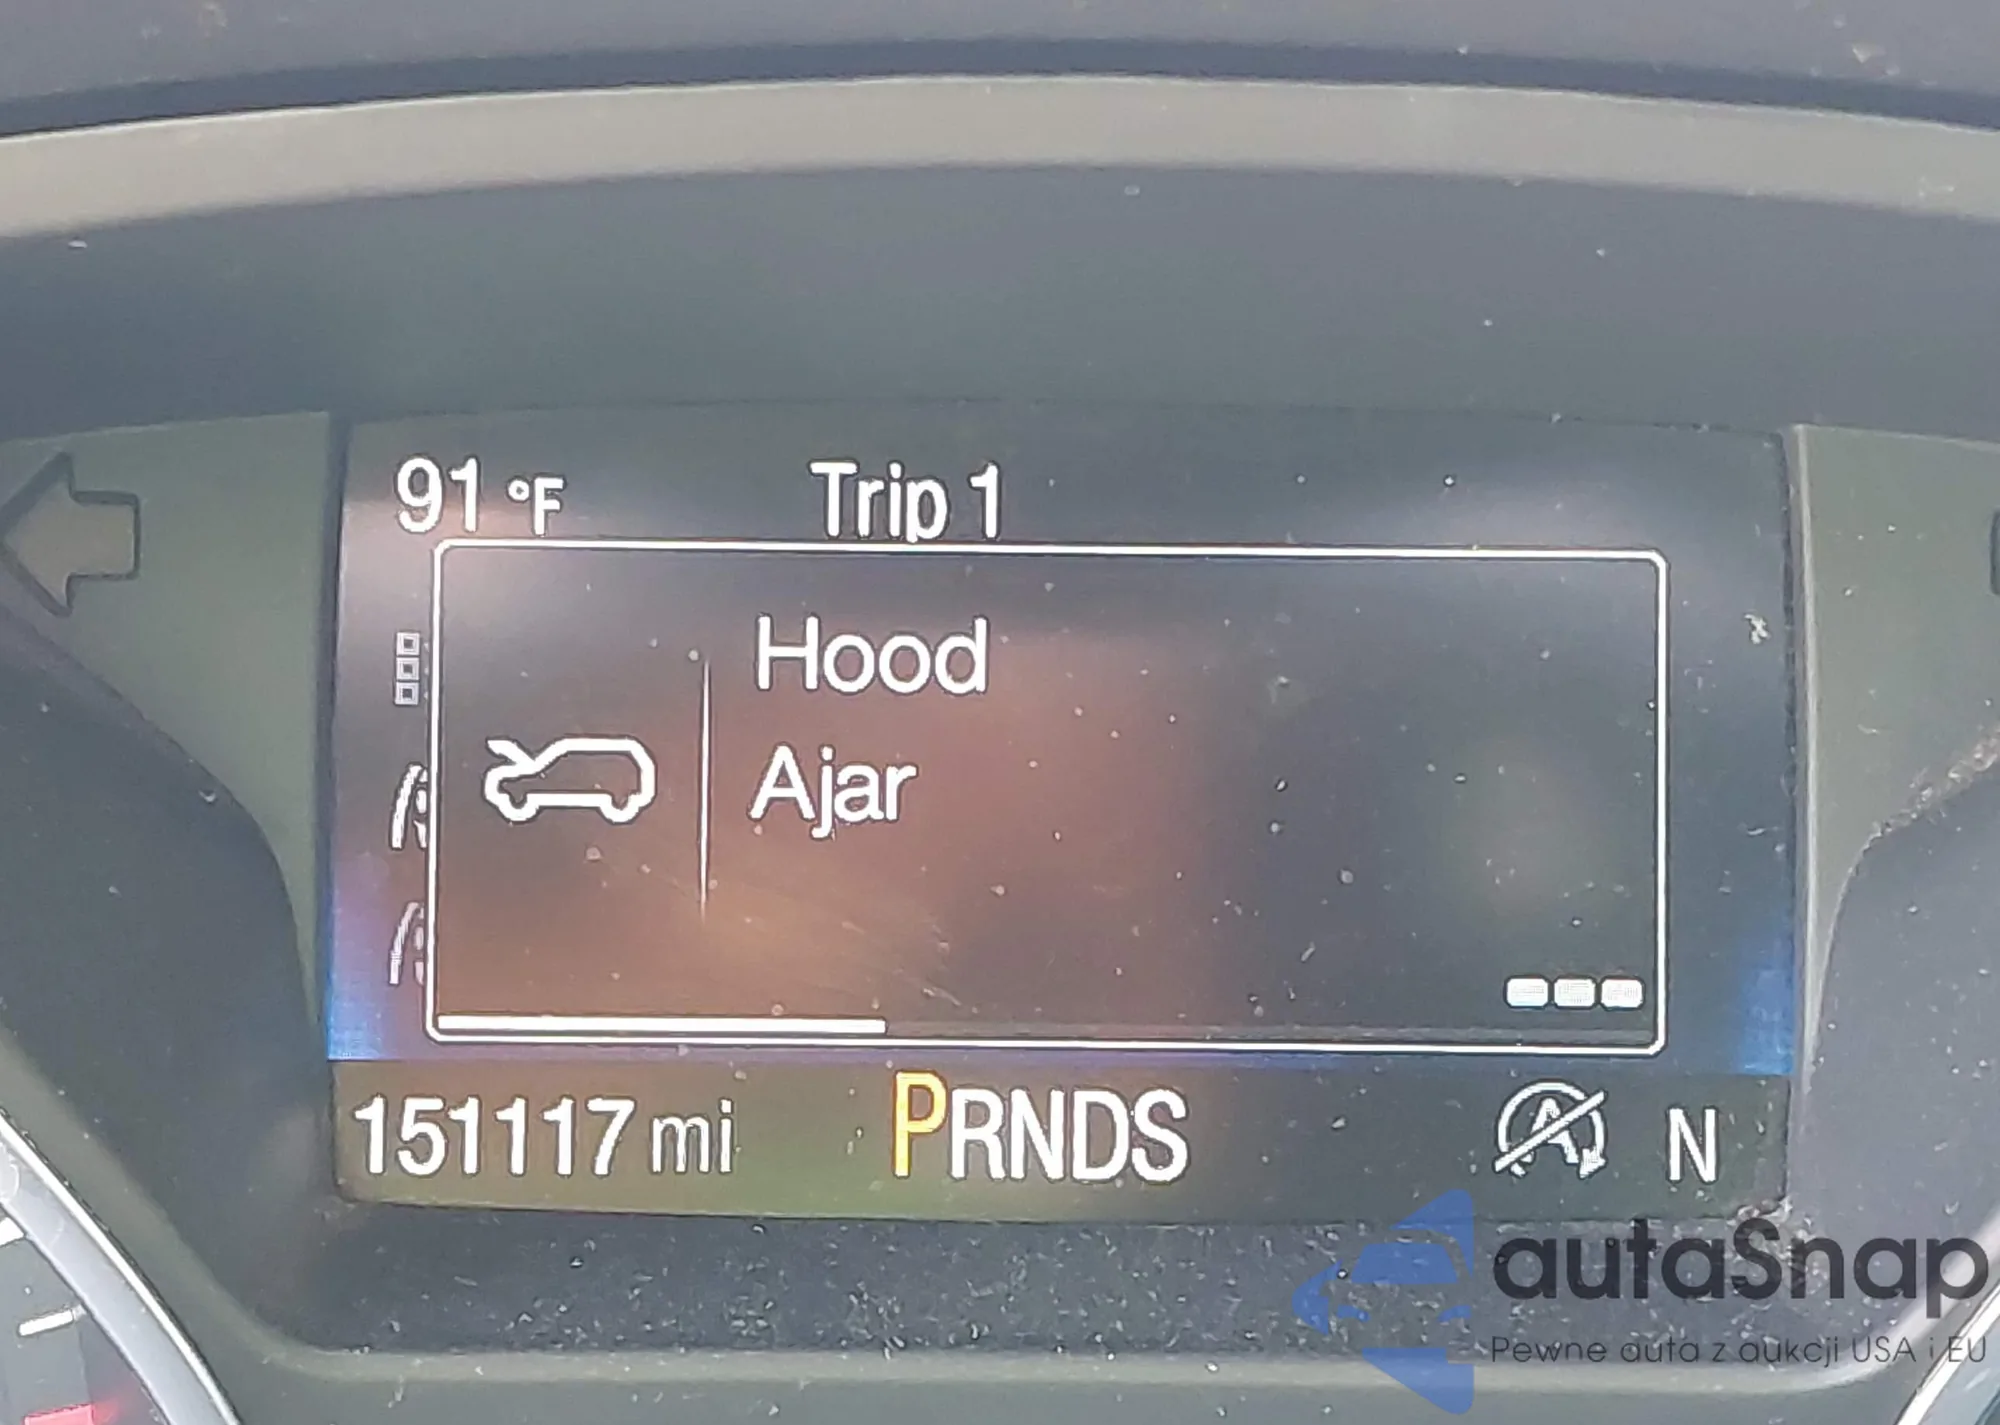 91 °F Trip 1
Hood
Ajar
151117 mi PRNDS N
autaSnap
Pewne auta z aukcji USA i EU